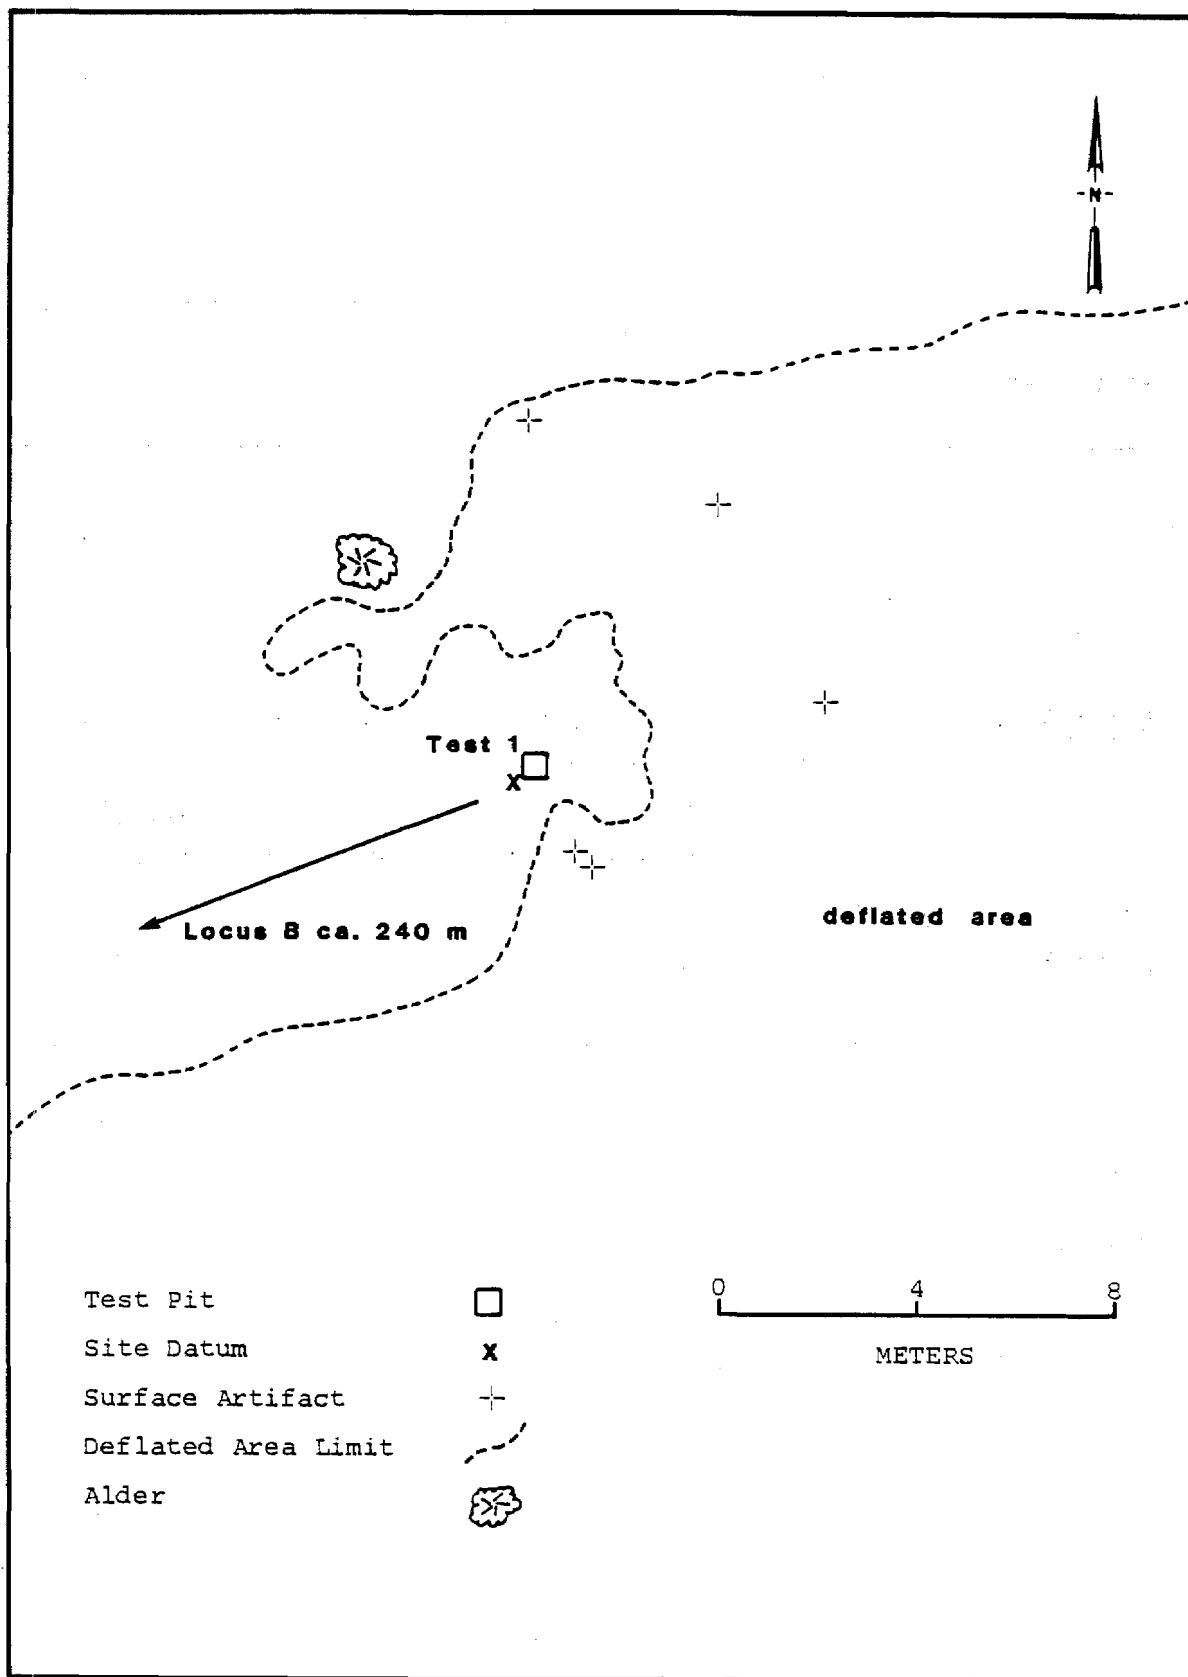 N
Test 1
X
Locus B ca. 240 m
deflated area
Test Pit
Site Datum X
Surface Artifact
Deflated Area Limit
Alder
0 4 8
METERS